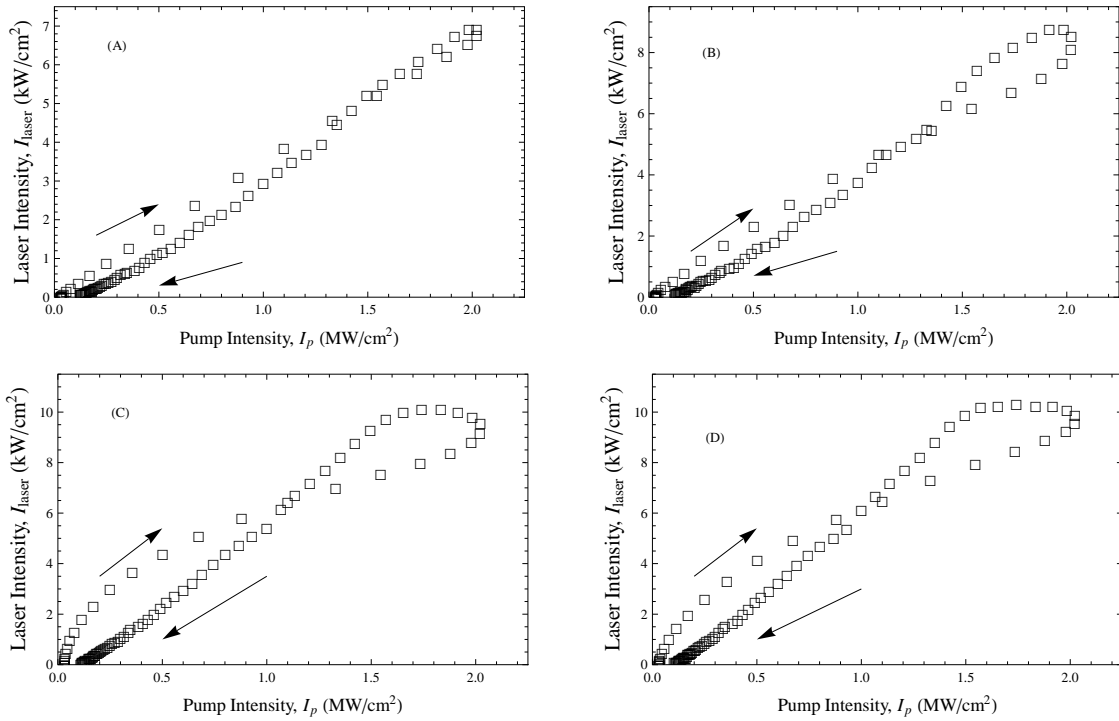 (A)
Laser Intensity, I_laser (kW/cm²)
7
6
5
4
3
2
1
0
0.0 0.5 1.0 1.5 2.0
Pump Intensity, I_p (MW/cm²)
(B)
Laser Intensity, I_laser (kW/cm²)
8
6
4
2
0
0.0 0.5 1.0 1.5 2.0
Pump Intensity, I_p (MW/cm²)
(C)
Laser Intensity, I_laser (kW/cm²)
10
8
6
4
2
0
0.0 0.5 1.0 1.5 2.0
Pump Intensity, I_p (MW/cm²)
(D)
Laser Intensity, I_laser (kW/cm²)
10
8
6
4
2
0
0.0 0.5 1.0 1.5 2.0
Pump Intensity, I_p (MW/cm²)